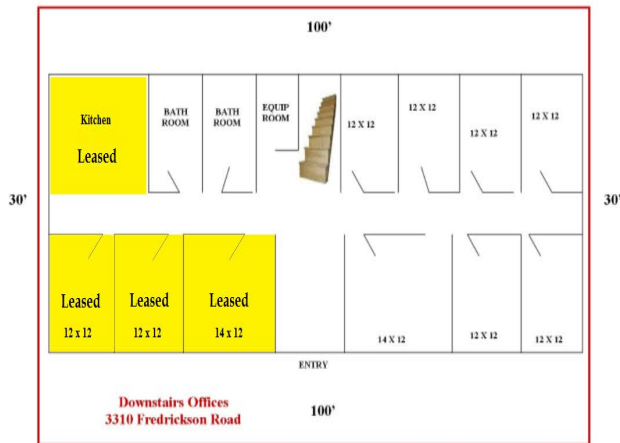 100'
Kitchen
Leased
BATH
ROOM
BATH
ROOM
EQUIP
ROOM
12 X 12
12 X 12
12 X 12
12 X 12
30'
30'
Leased
12 x 12
Leased
12 x 12
Leased
14 x 12
14 X 12
12 X 12
12 X 12
ENTRY
Downstairs Offices
3310 Fredrickson Road
100'